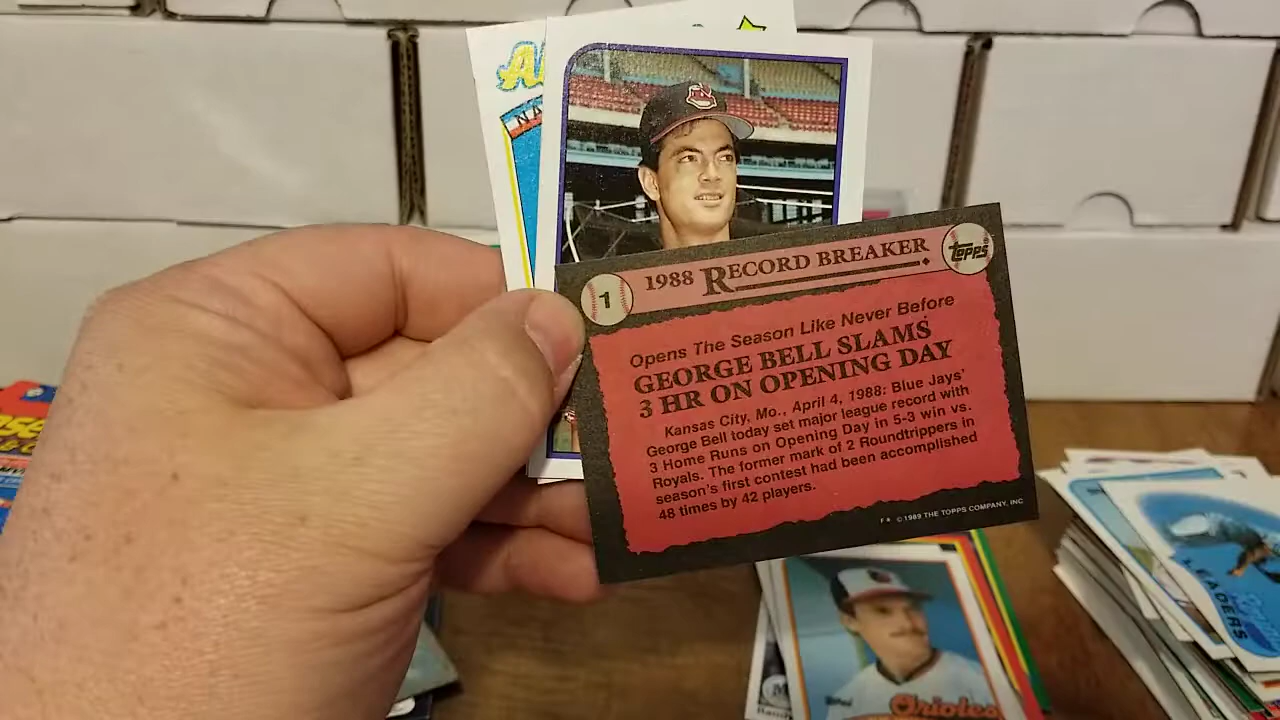 1
1988 RECORD BREAKER
topps
Opens The Season Like Never Before
GEORGE BELL SLAMS
3 HR ON OPENING DAY
Kansas City, Mo., April 4, 1988: Blue Jays'
George Bell today set major league record with
3 Home Runs on Opening Day in 5-3 win vs.
Royals. The former mark of 2 Roundtrippers in
season's first contest had been accomplished
48 times by 42 players.
F* © 1989 THE TOPPS COMPANY, INC
NA
LEADERS
Orioles